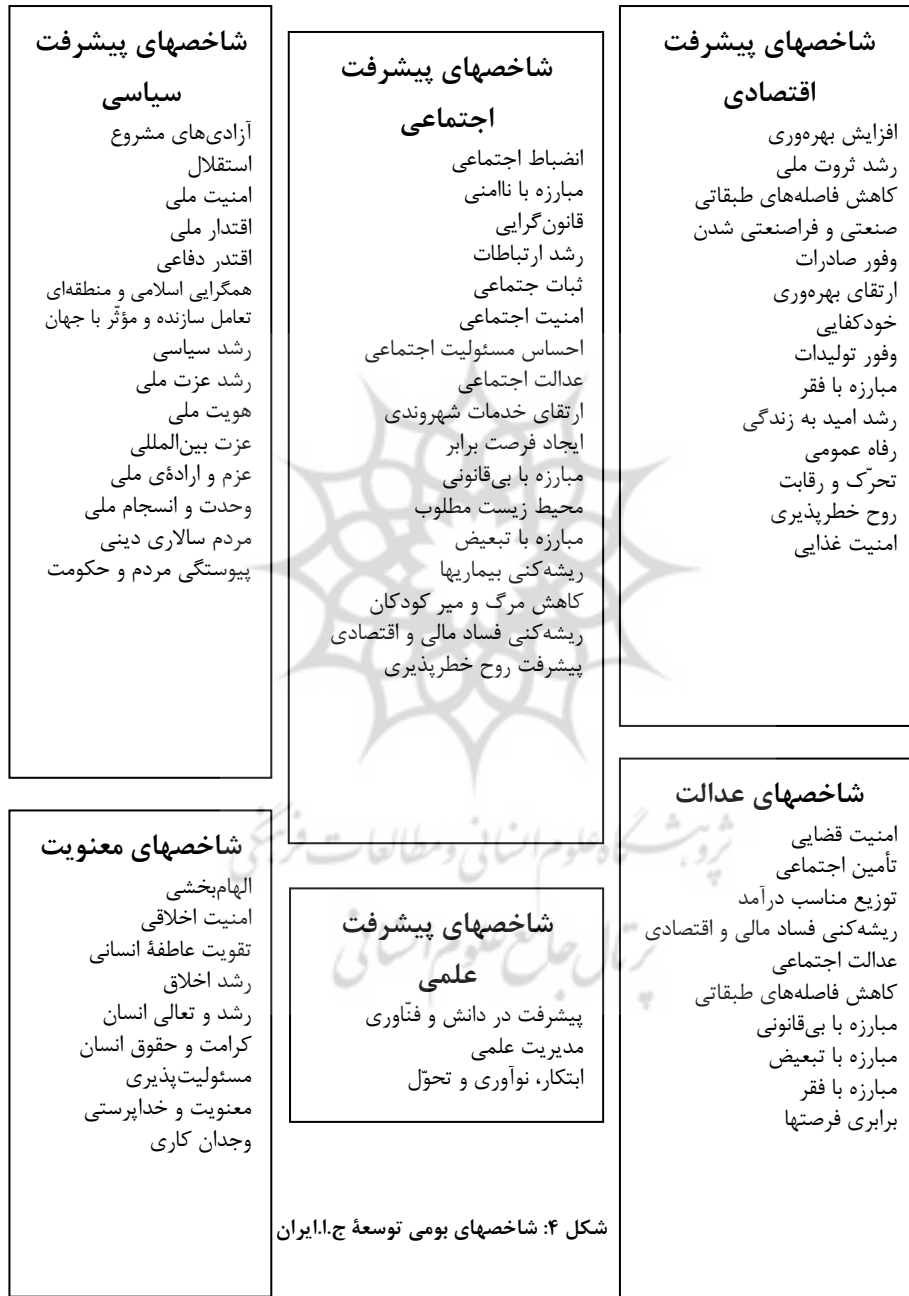 شاخصهای پیشرفت
اقتصادی
افزایش بهره‌وری
رشد ثروت ملی
کاهش فاصله‌های طبقاتی
صنعتی و فراصنعتی شدن
وفور صادرات
ارتقای بهره‌وری
خودکفایی
وفور تولیدات
مبارزه با فقر
رشد امید به زندگی
رفاه عمومی
تحرّک و رقابت
روح خطرپذیری
امنیت غذایی
شاخصهای پیشرفت
اجتماعی
انضباط اجتماعی
مبارزه با ناامنی
قانون‌گرایی
رشد ارتباطات
ثبات جتماعی
امنیت اجتماعی
احساس مسئولیت اجتماعی
عدالت اجتماعی
ارتقای خدمات شهروندی
ایجاد فرصت برابر
مبارزه با بی‌قانونی
محیط زیست مطلوب
مبارزه با تبعیض
ریشه‌کنی بیماریها
کاهش مرگ و میر کودکان
ریشه‌کنی فساد مالی و اقتصادی
پیشرفت روح خطرپذیری
شاخصهای پیشرفت
سیاسی
آزادی‌های مشروع
استقلال
امنیت ملی
اقتدار ملی
اقتدر دفاعی
همگرایی اسلامی و منطقه‌ای
تعامل سازنده و مؤثّر با جهان
رشد سیاسی
رشد عزت ملی
هویت ملی
عزت بین‌المللی
عزم و ارادۀی ملی
وحدت و انسجام ملی
مردم سالاری دینی
پیوستگی مردم و حکومت
شاخصهای عدالت
امنیت قضایی
تأمین اجتماعی
توزیع مناسب درآمد
ریشه‌کنی فساد مالی و اقتصادی
عدالت اجتماعی
کاهش فاصله‌های طبقاتی
مبارزه با بی‌قانونی
مبارزه با تبعیض
مبارزه با فقر
برابری فرصتها
شاخصهای پیشرفت
علمی
پیشرفت در دانش و فنّاوری
مدیریت علمی
ابتکار، نوآوری و تحوّل
شاخصهای معنویت
الهام‌بخشی
امنیت اخلاقی
تقویت عاطفۀ انسانی
رشد اخلاق
رشد و تعالی انسان
کرامت و حقوق انسان
مسئولیت‌پذیری
معنویت و خداپرستی
وجدان کاری
پژوهشگاه علوم انسانی و مطالعات فرهنگی
پرتال جامع علوم انسانی
شکل ۴: شاخصهای بومی توسعۀ ج.ا.ایران